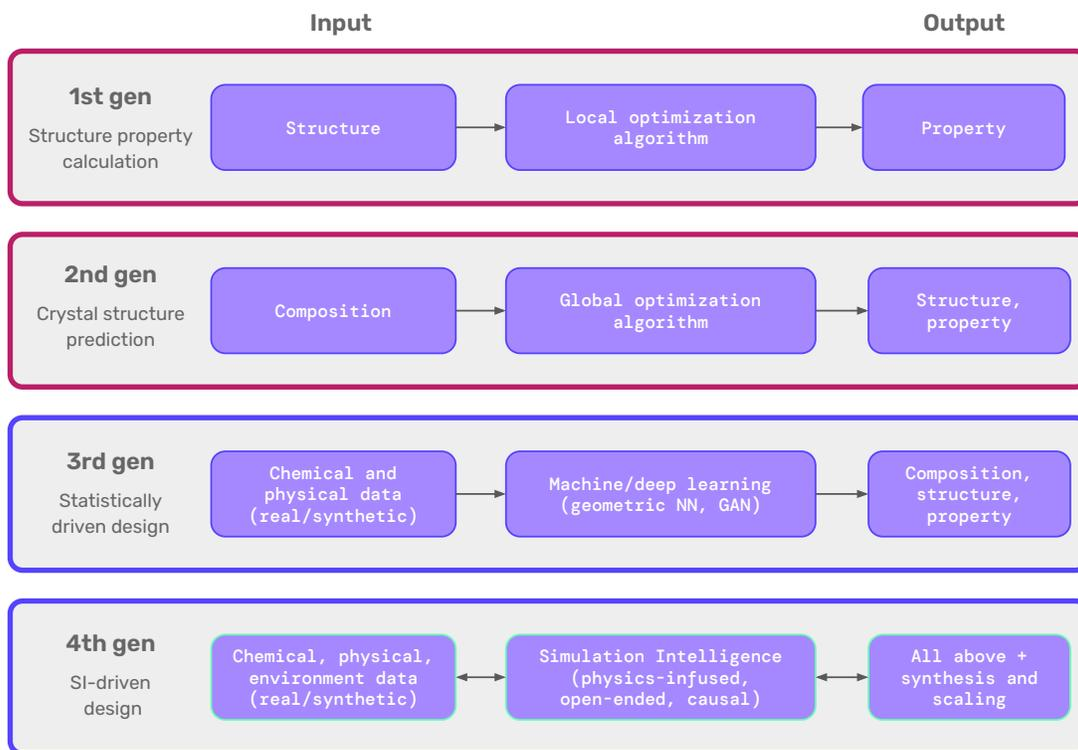 Input
Output
1st gen
Structure property
calculation
Structure
Local optimization
algorithm
Property
2nd gen
Crystal structure
prediction
Composition
Global optimization
algorithm
Structure,
property
3rd gen
Statistically
driven design
Chemical and
physical data
(real/synthetic)
Machine/deep learning
(geometric NN, GAN)
Composition,
structure,
property
4th gen
SI-driven
design
Chemical, physical,
environment data
(real/synthetic)
Simulation Intelligence
(physics-infused,
open-ended, causal)
All above +
synthesis and
scaling